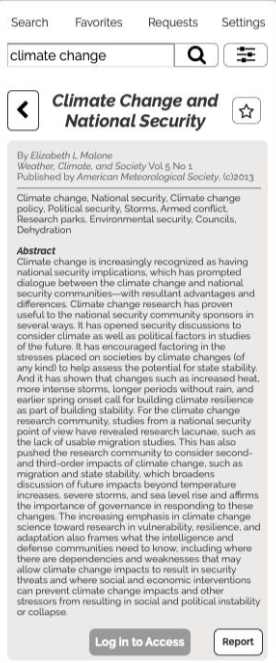 Search Favorites Requests Settings
climate change
Climate Change and
National Security
By Elizabeth L Malone
Weather, Climate, and Society Vol 5 No 1
Published by American Meteorological Society, (c)2013
Climate change, National security, Climate change
policy, Political security, Storms, Armed conflict,
Research parks, Environmental security, Councils,
Dehydration
Abstract
Climate change is increasingly recognized as having
national security implications, which has prompted
dialogue between the climate change and national
security communities—with resultant advantages and
differences. Climate change research has proven
useful to the national security community sponsors in
several ways. It has opened security discussions to
consider climate as well as political factors in studies
of the future. It has encouraged factoring in the
stresses placed on societies by climate changes (of
any kind) to help assess the potential for state stability.
And it has shown that changes such as increased heat,
more intense storms, longer periods without rain, and
earlier spring onset call for building climate resilience
as part of building stability. For the climate change
research community, studies from a national security
point of view have revealed research lacunae, such as
the lack of usable migration studies. This has also
pushed the research community to consider second-
and third-order impacts of climate change, such as
migration and state stability, which broadens
discussion of future impacts beyond temperature
increases, severe storms, and sea level rise and affirms
the importance of governance in responding to these
changes. The increasing emphasis in climate change
science toward research in vulnerability, resilience, and
adaptation also frames what the intelligence and
defense communities need to know, including where
there are dependencies and weaknesses that may
allow climate change impacts to result in security
threats and where social and economic interventions
can prevent climate change impacts and other
stressors from resulting in social and political instability
or collapse.
Log in to Access Report